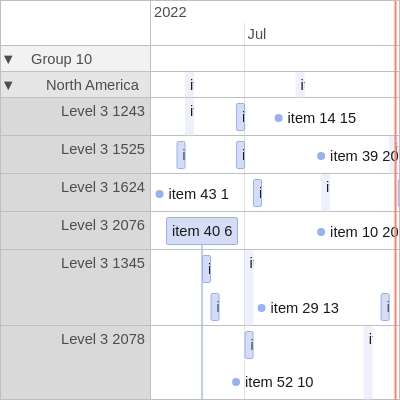 2022
Jul
▼ Group 10
▼ North America
Level 3 1243
item 14 15
Level 3 1525
item 39 20
Level 3 1624
item 43 1
Level 3 2076
item 40 6
item 10 20
Level 3 1345
item 29 13
Level 3 2078
item 52 10